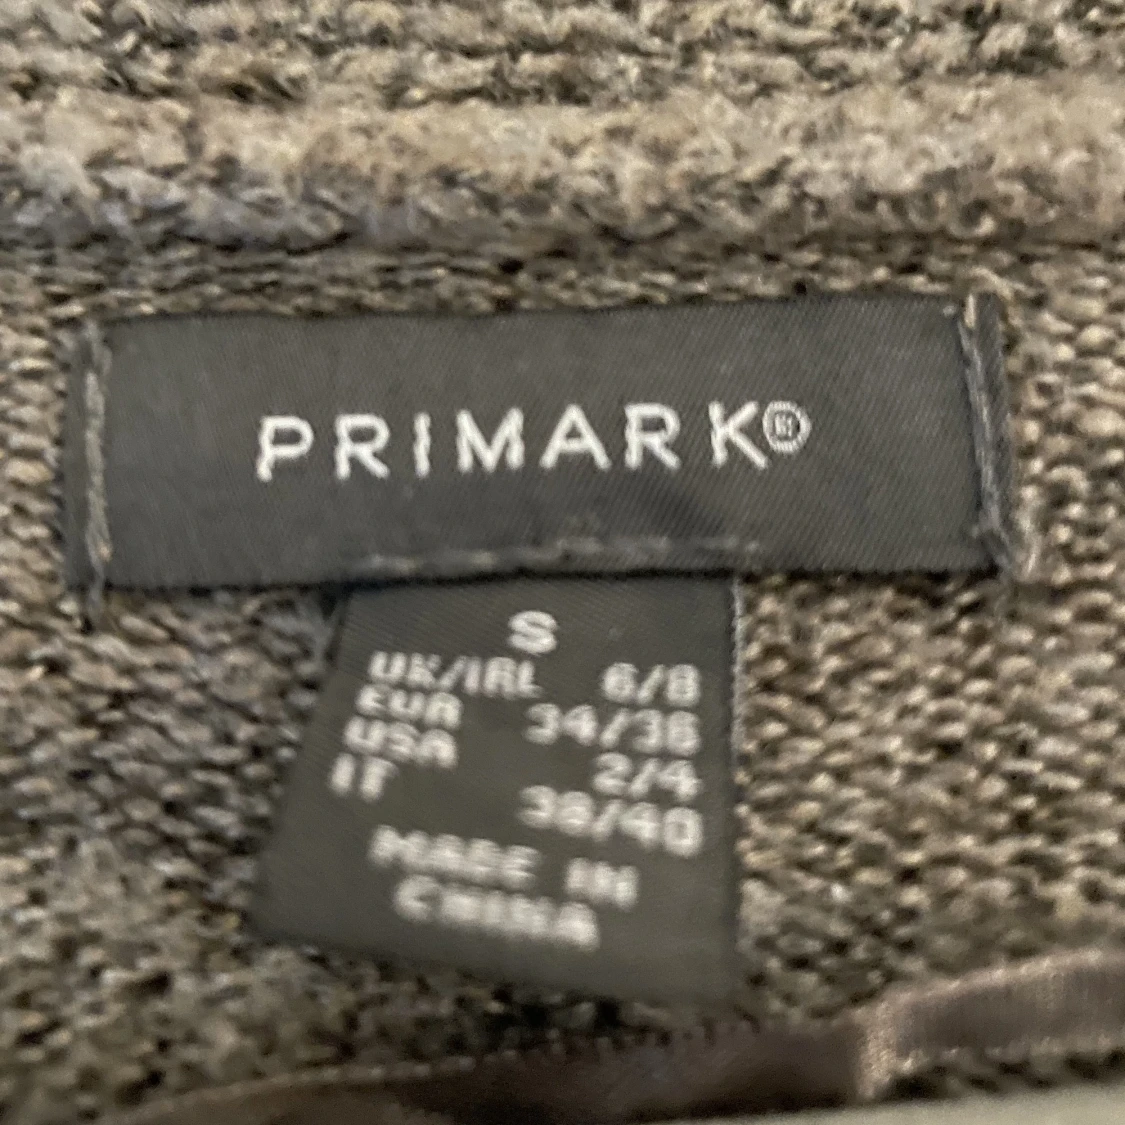 PRIMARK®
S
UK/IRL 6/8
EUR 34/36
USA 2/4
IT 38/40
MADE IN
CHINA